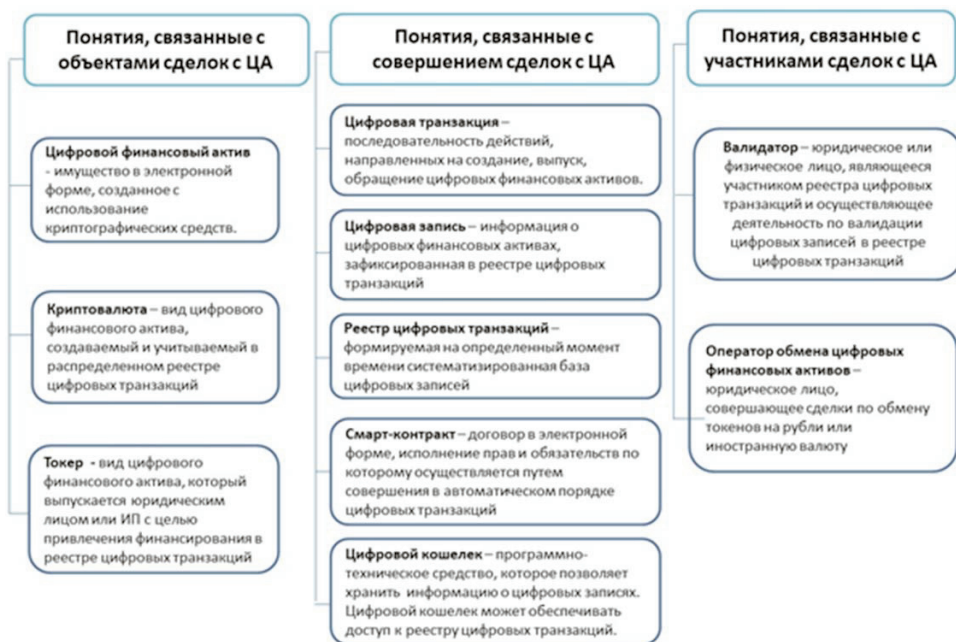 Понятия, связанные с
объектами сделок с ЦА
Цифровой финансовый актив
- имущество в электронной
форме, созданное с
использование
криптографических средств.
Криптовалюта – вид цифрового
финансового актива,
создаваемый и учитываемый в
распределенном реестре
цифровых транзакций
Токер - вид цифрового
финансового актива, который
выпускается юридическим
лицом или ИП с целью
привлечения финансирования в
реестре цифровых транзакций
Понятия, связанные с
совершением сделок с ЦА
Цифровая транзакция –
последовательность действий,
направленных на создание, выпуск,
обращение цифровых финансовых активов.
Цифровая запись – информация о
цифровых финансовых активах,
зафиксированная в реестре цифровых
транзакций
Реестр цифровых транзакций –
формируемая на определенный момент
времени систематизированная база
цифровых записей
Смарт-контракт – договор в электронной
форме, исполнение прав и обязательств по
которому осуществляется путем
совершения в автоматическом порядке
цифровых транзакций
Цифровой кошелек – программно-
техническое средство, которое позволяет
хранить информацию о цифровых записях.
Цифровой кошелек может обеспечивать
доступ к реестру цифровых транзакций.
Понятия, связанные с
участниками сделок с ЦА
Валидатор – юридическое или
физическое лицо, являющееся
участником реестра цифровых
транзакций и осуществляющее
деятельность по валидации
цифровых записей в реестре
цифровых транзакций
Оператор обмена цифровых
финансовых активов –
юридическое лицо,
совершающее сделки по обмену
токенов на рубли или
иностранную валюту